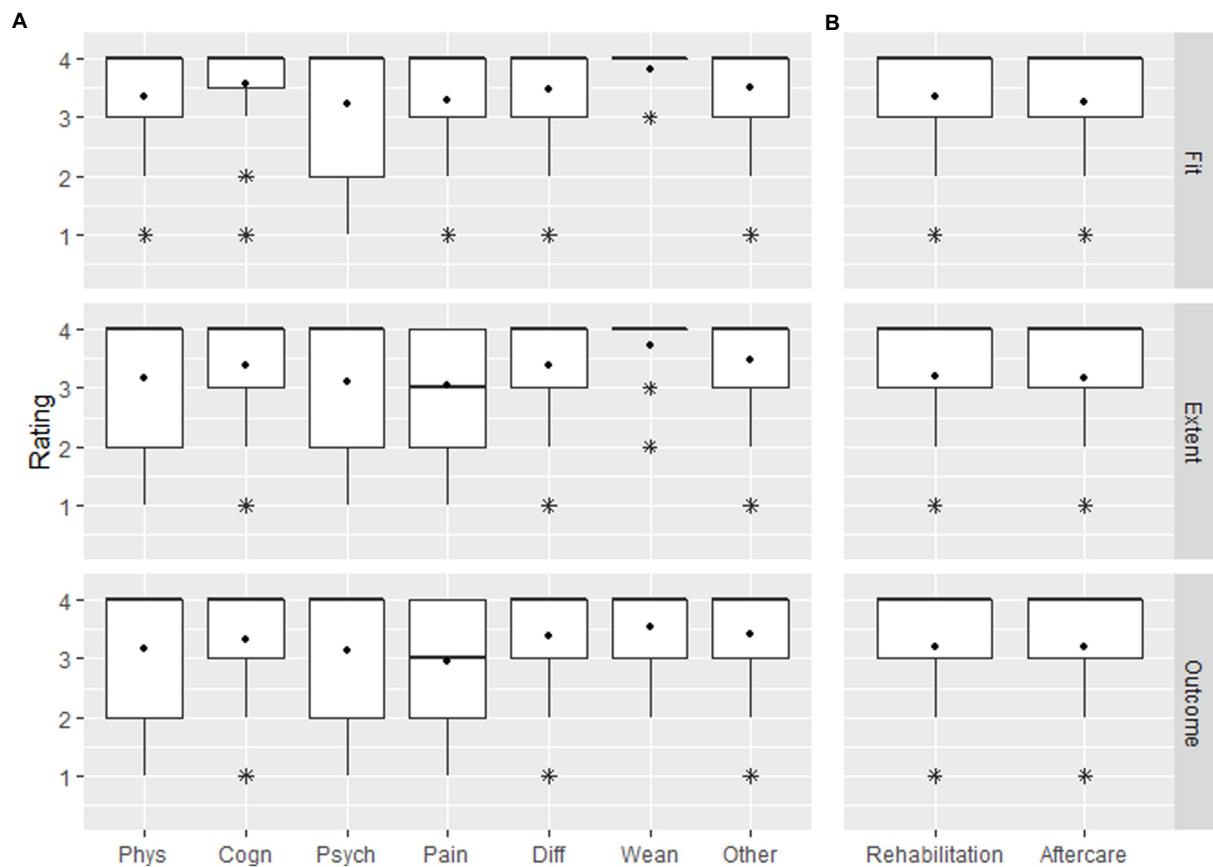 A
B
4
3
2
1
Fit
4
3
2
1
Extent
Rating
4
3
2
1
Outcome
Phys Cogn Psych Pain Diff Wean Other Rehabilitation Aftercare